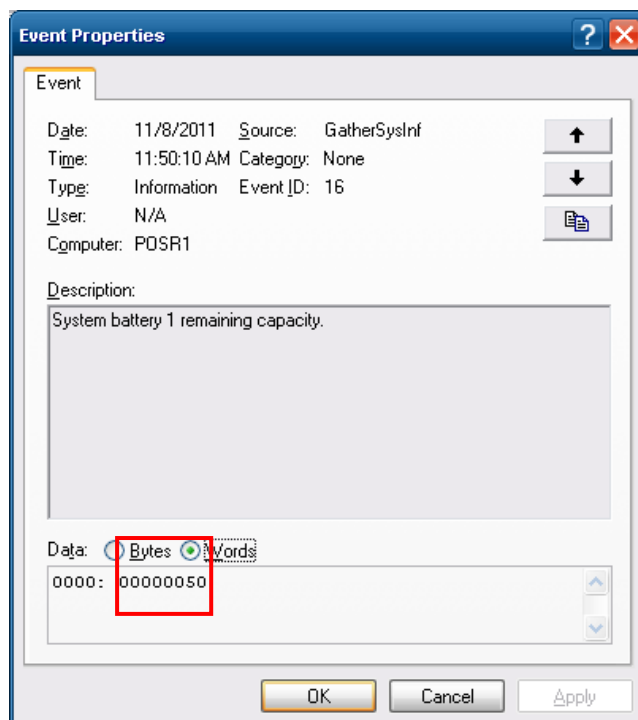 Event Properties
Event
Date: 11/8/2011 Source: GatherSysInf
Time: 11:50:10 AM Category: None
Type: Information Event ID: 16
User: N/A
Computer: POSR1
Description:
System battery 1 remaining capacity.
Data: Bytes Words
0000: 00000050
OK Cancel Apply